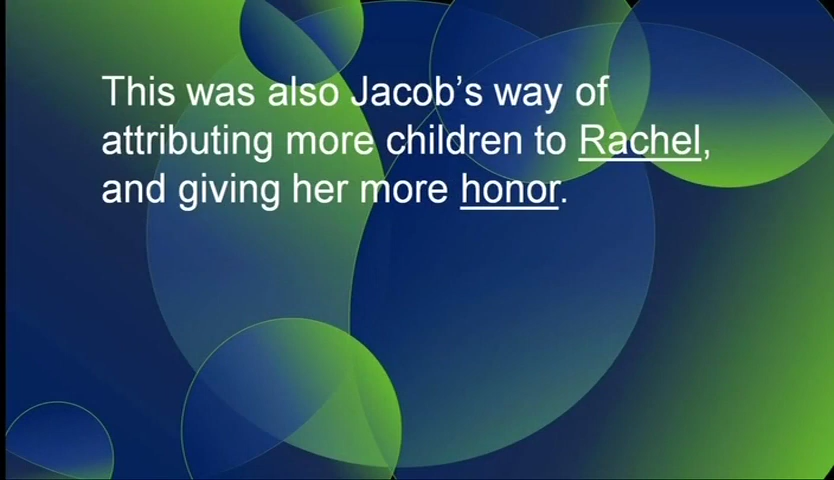 This was also Jacob’s way of
attributing more children to Rachel,
and giving her more honor.